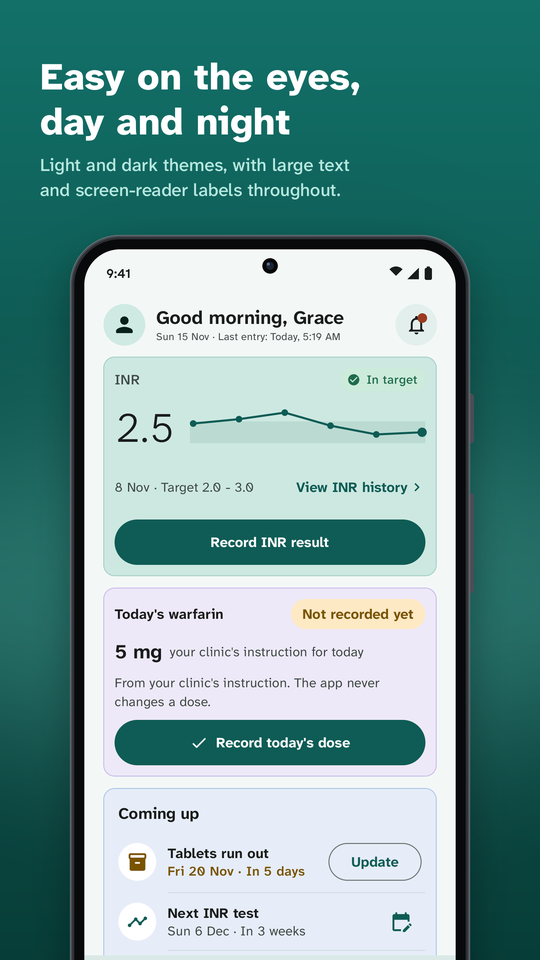 Easy on the eyes,
day and night
Light and dark themes, with large text
and screen-reader labels throughout.
9:41
Good morning, Grace
Sun 15 Nov · Last entry: Today, 5:19 AM
INR
In target
2.5
8 Nov · Target 2.0 - 3.0
View INR history
Record INR result
Today's warfarin
Not recorded yet
5 mg your clinic's instruction for today
From your clinic's instruction. The app never
changes a dose.
Record today's dose
Coming up
Tablets run out
Fri 20 Nov · In 5 days
Update
Next INR test
Sun 6 Dec · In 3 weeks